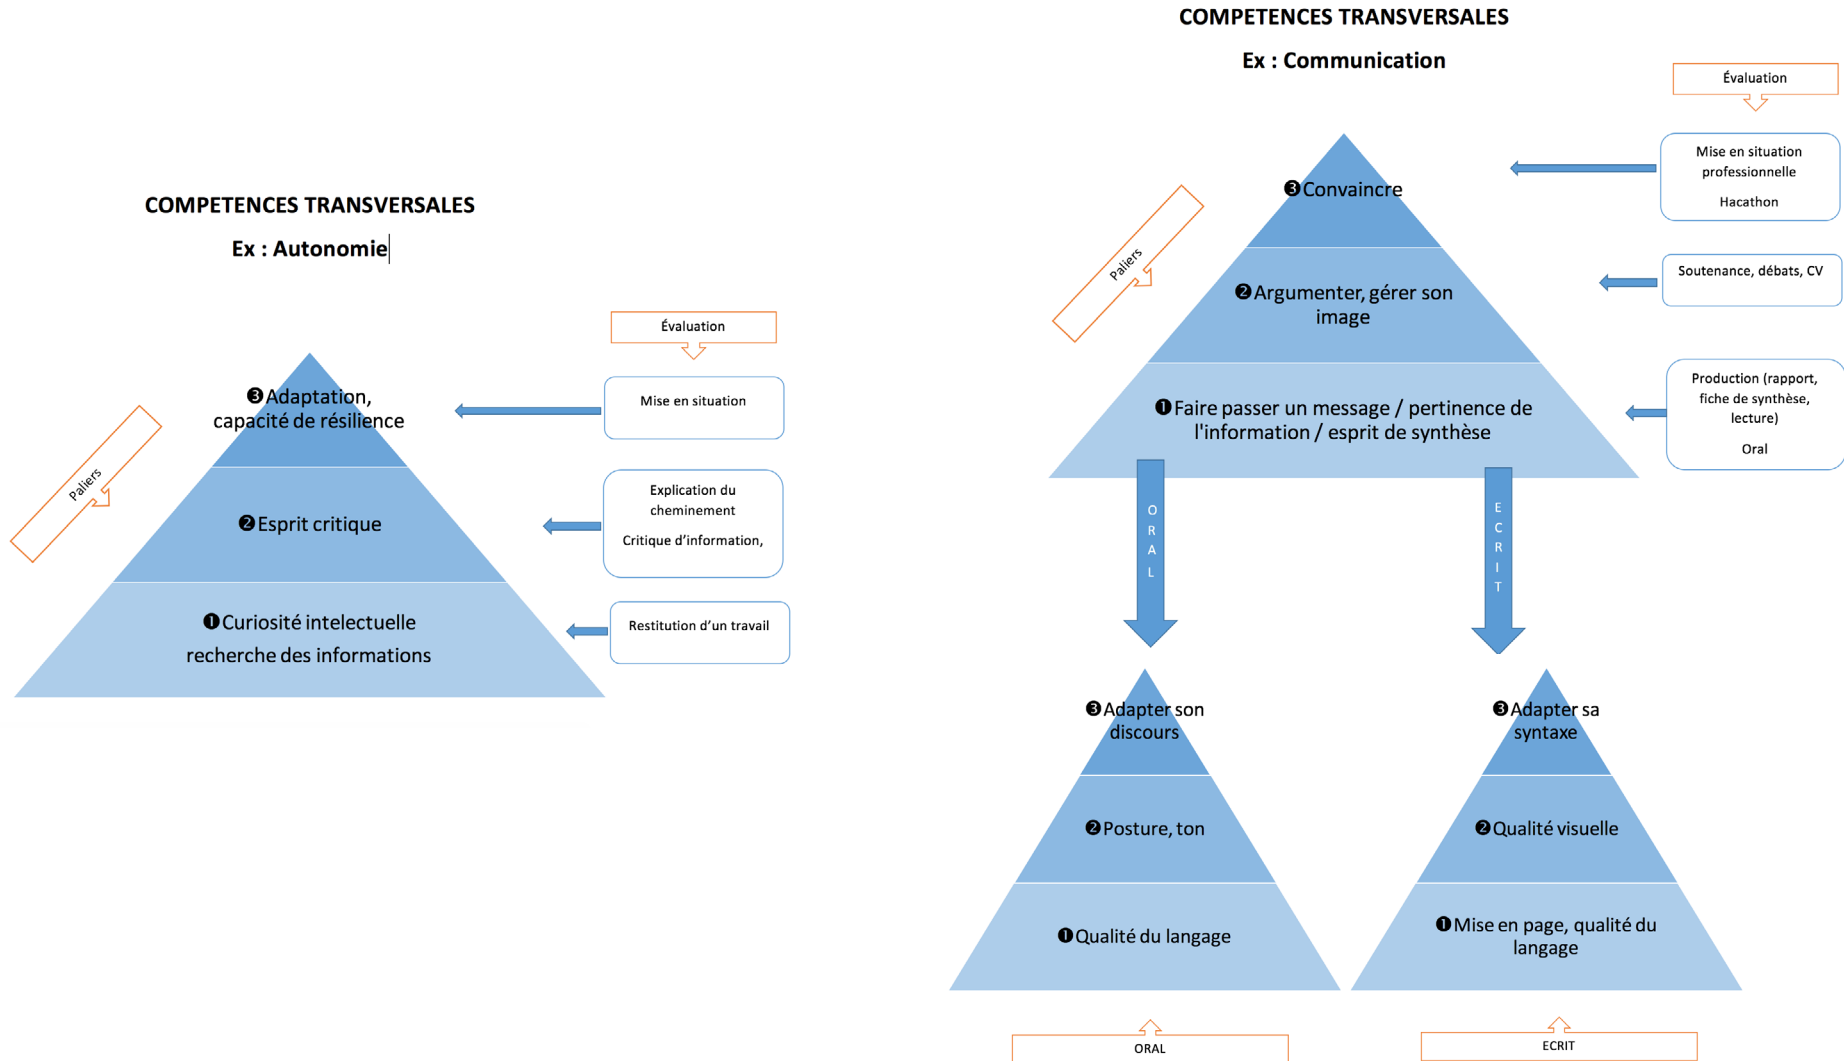 COMPETENCES TRANSVERSALES
Ex : Autonomie
Évaluation
Paliers
❸Adaptation,
capacité de résilience
Mise en situation
❷Esprit critique
Explication du
cheminement
Critique d’information,
❶Curiosité intelectuelle
recherche des informations
Restitution d’un travail
COMPETENCES TRANSVERSALES
Ex : Communication
Évaluation
Paliers
❸Convaincre
Mise en situation
professionnelle
Hacathon
❷Argumenter, gérer son
image
Soutenance, débats, CV
❶Faire passer un message / pertinence de
l'information / esprit de synthèse
Production (rapport,
fiche de synthèse,
lecture)
Oral
ORAL
ECRIT
❸Adapter son
discours
❷Posture, ton
❶Qualité du langage
ORAL
❸Adapter sa
syntaxe
❷Qualité visuelle
❶Mise en page, qualité du
langage
ECRIT